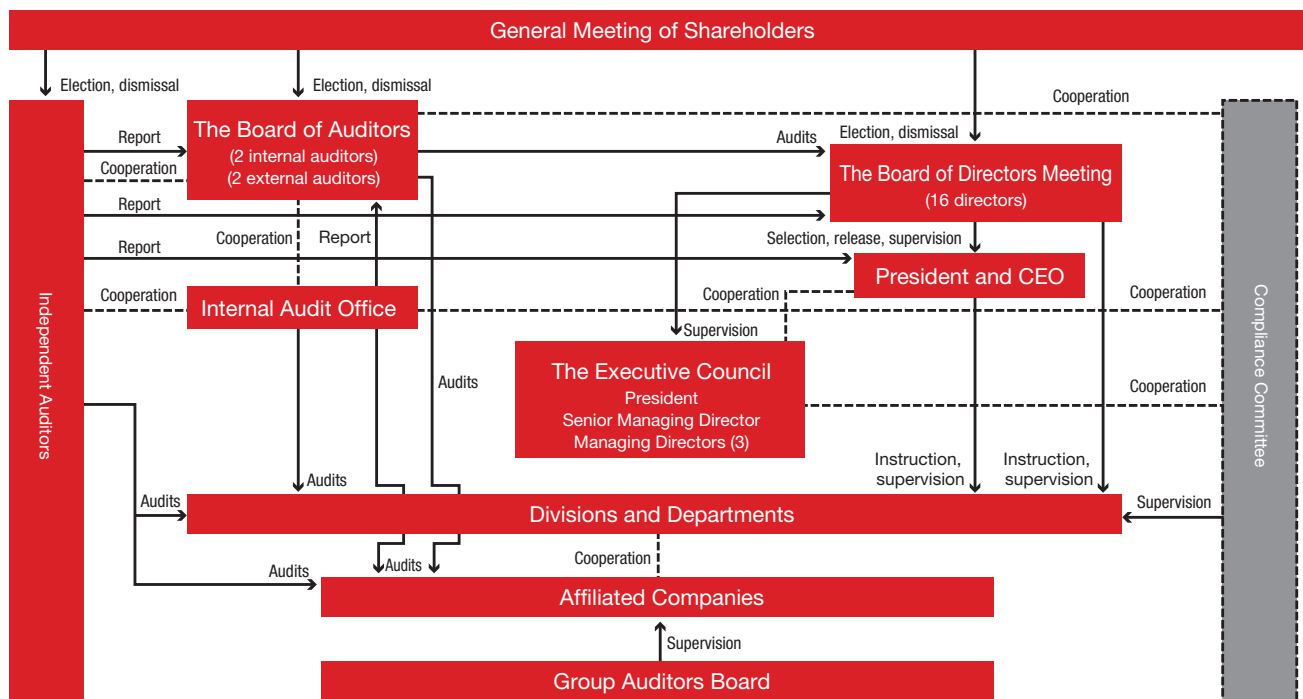 General Meeting of Shareholders
Election, dismissal
Election, dismissal
Cooperation
The Board of Auditors
(2 internal auditors)
(2 external auditors)
Report
Cooperation
Audits
Election, dismissal
The Board of Directors Meeting
(16 directors)
Report
Cooperation
Report
Selection, release, supervision
Report
President and CEO
Cooperation
Internal Audit Office
Cooperation
Cooperation
Independent Auditors
Compliance Committee
Supervision
The Executive Council
President
Senior Managing Director
Managing Directors (3)
Audits
Cooperation
Instruction,
supervision
Instruction,
supervision
Audits
Audits
Divisions and Departments
Supervision
Cooperation
Audits
Audits
Affiliated Companies
Supervision
Group Auditors Board